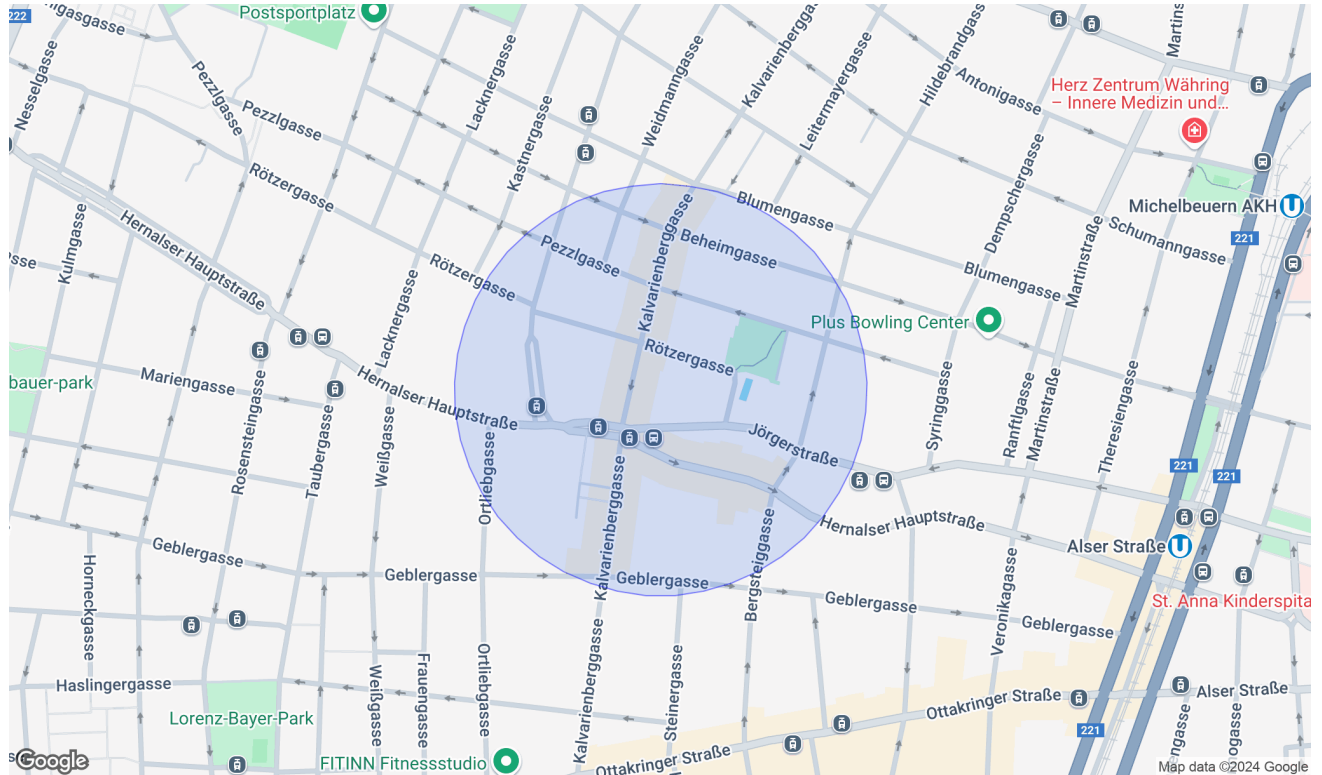 222
Postsportplatz
Nesselgasse
Pezzlgasse
Pezzlgasse
Lacknergasse
Kastnergasse
Weidmanngasse
Kalvarienberggasse
Leitermayergasse
Hildebrandgasse
Antonigasse
Martins
Herz Zentrum Währing
– Innere Medizin und...
Michelbeuern AKH
221
Schumanngasse
Dempschergasse
Martinstraße
Blumengasse
Blumengasse
Beheimgasse
Rötzergasse
Kulmgasse
Hernalser Hauptstraße
Rötzergasse
Pezzlgasse
Kalvarienberggasse
Lacknergasse
Plus Bowling Center
Rötzergasse
bauer-park
Mariengasse
Hernalser Hauptstraße
Rosensteingasse
Taubergasse
Weißgasse
Ortliebgasse
Jörgerstraße
Syringgasse
Ranftlgasse
Martinstraße
Theresiengasse
221
221
Kalvarienberggasse
Hernalser Hauptstraße
Alser Straße
Geblergasse
Geblergasse
Geblergasse
Bergsteiggasse
Geblergasse
Geblergasse
Veronikagasse
St. Anna Kinderspita
Horneckgasse
Haslingergasse
Lorenz-Bayer-Park
Weißgasse
Frauengasse
Ortliebgasse
Kalvarienberggasse
Steinergasse
Ottakringer Straße
Ottakringer Straße
Alser Straße
221
FITINN Fitnessstudio
Google
Map data ©2024 Google